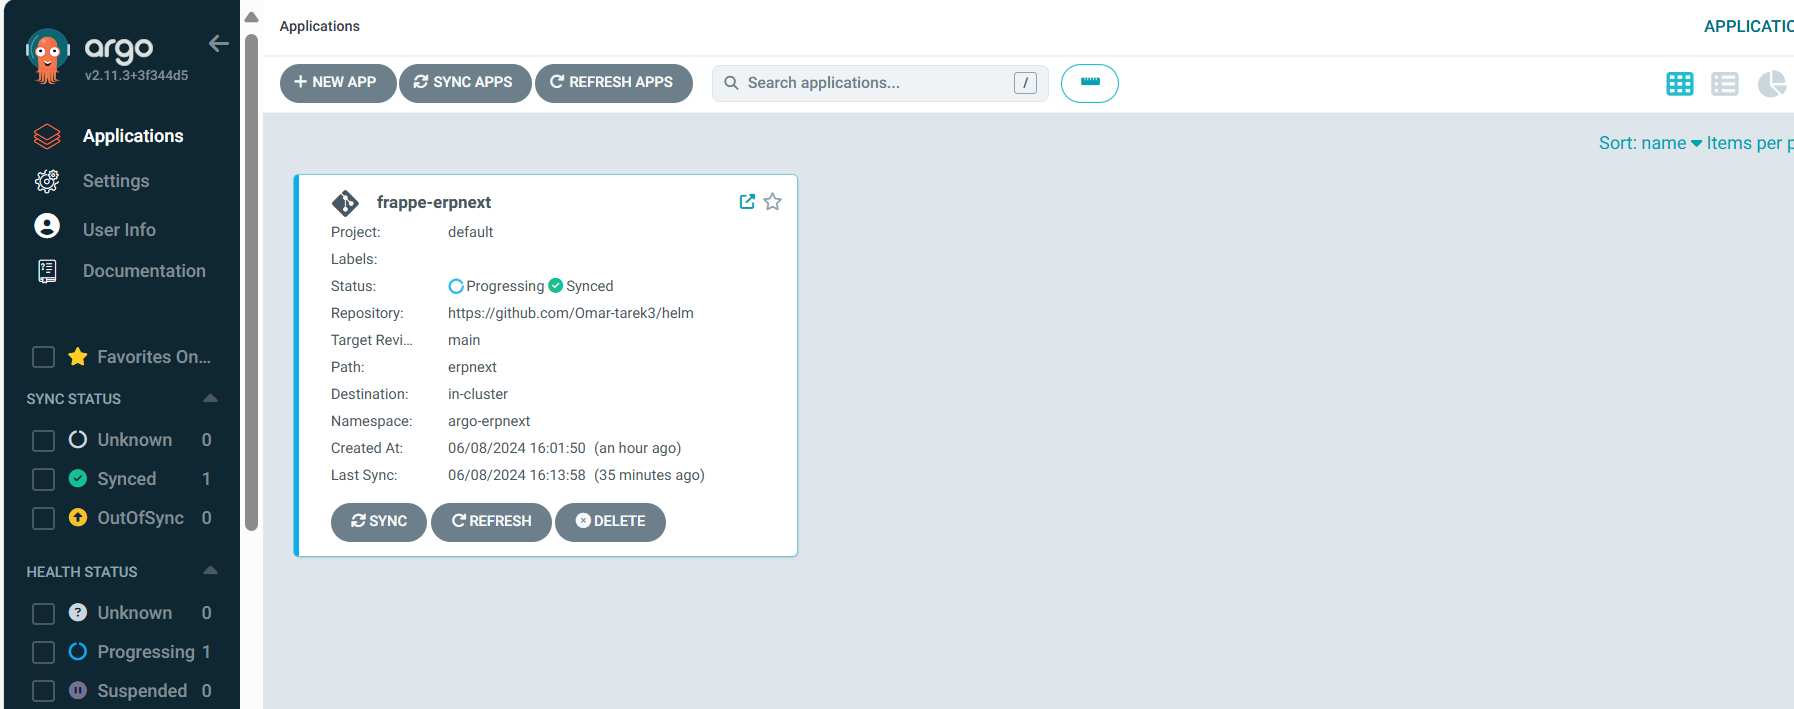 argo
v2.11.3+3f344d5
Applications
Settings
User Info
Documentation
Favorites On...
SYNC STATUS
Unknown 0
Synced 1
OutOfSync 0
HEALTH STATUS
Unknown 0
Progressing 1
Suspended 0
Applications
APPLICATIO
NEW APP
SYNC APPS
REFRESH APPS
Search applications... /
Sort: name Items per p
frappe-erpnext
Project: default
Labels:
Status: Progressing Synced
Repository: https://github.com/Omar-tarek3/helm
Target Revi... main
Path: erpnext
Destination: in-cluster
Namespace: argo-erpnext
Created At: 06/08/2024 16:01:50 (an hour ago)
Last Sync: 06/08/2024 16:13:58 (35 minutes ago)
SYNC REFRESH DELETE